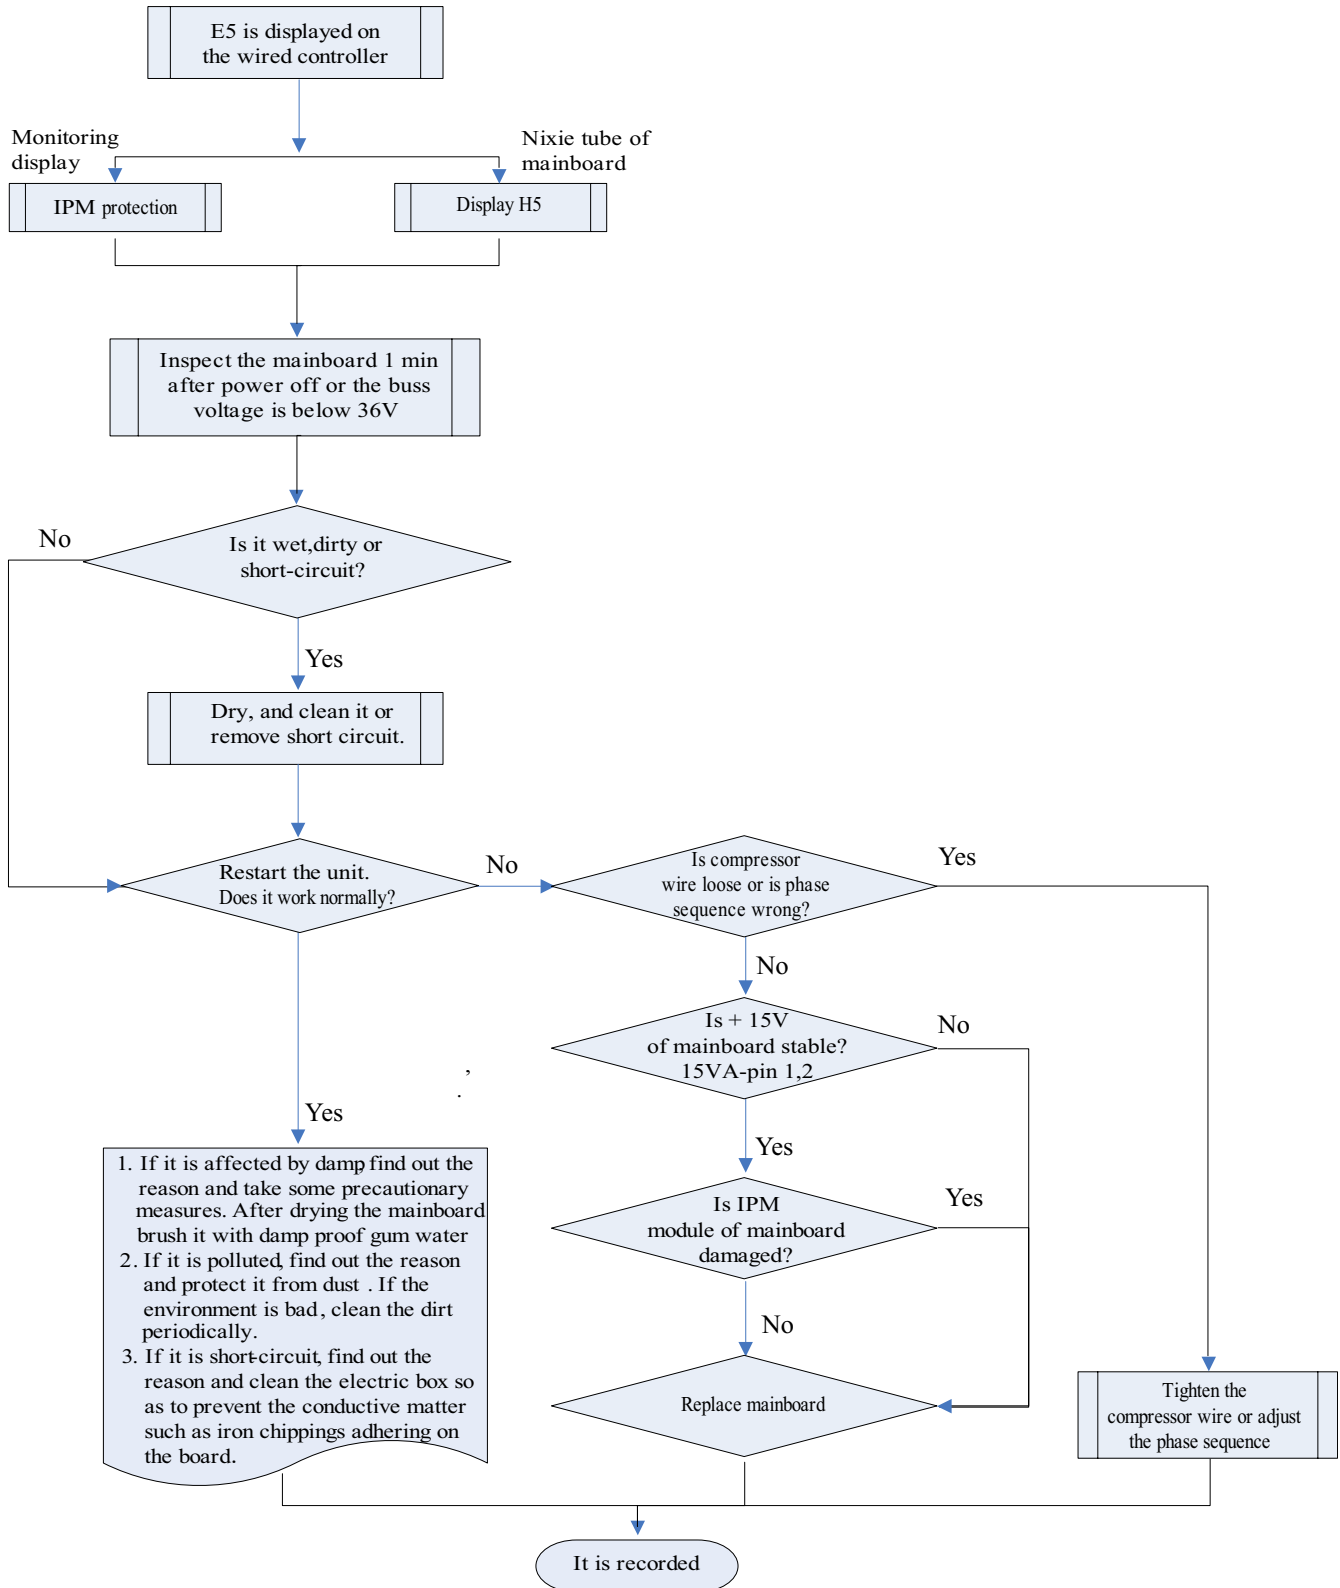 E5 is displayed on
the wired controller
Monitoring
display
Nixie tube of
mainboard
IPM protection
Display H5
Inspect the mainboard 1 min
after power off or the buss
voltage is below 36V
No
Is it wet,dirty or
short-circuit?
Yes
Dry, and clean it or
remove short circuit.
Restart the unit.
Does it work normally?
No
Is compressor
wire loose or is phase
sequence wrong?
Yes
No
Is + 15V
of mainboard stable?
15VA-pin 1,2
No
,
.
Yes
Yes
1. If it is affected by damp, find out the
reason and take some precautionary
measures. After drying the mainboard
brush it with damp proof gum water
2. If it is polluted, find out the reason
and protect it from dust . If the
environment is bad, clean the dirt
periodically.
3. If it is short-circuit, find out the
reason and clean the electric box so
as to prevent the conductive matter
such as iron chippings adhering on
the board.
Is IPM
module of mainboard
damaged?
Yes
No
Replace mainboard
Tighten the
compressor wire or adjust
the phase sequence
It is recorded